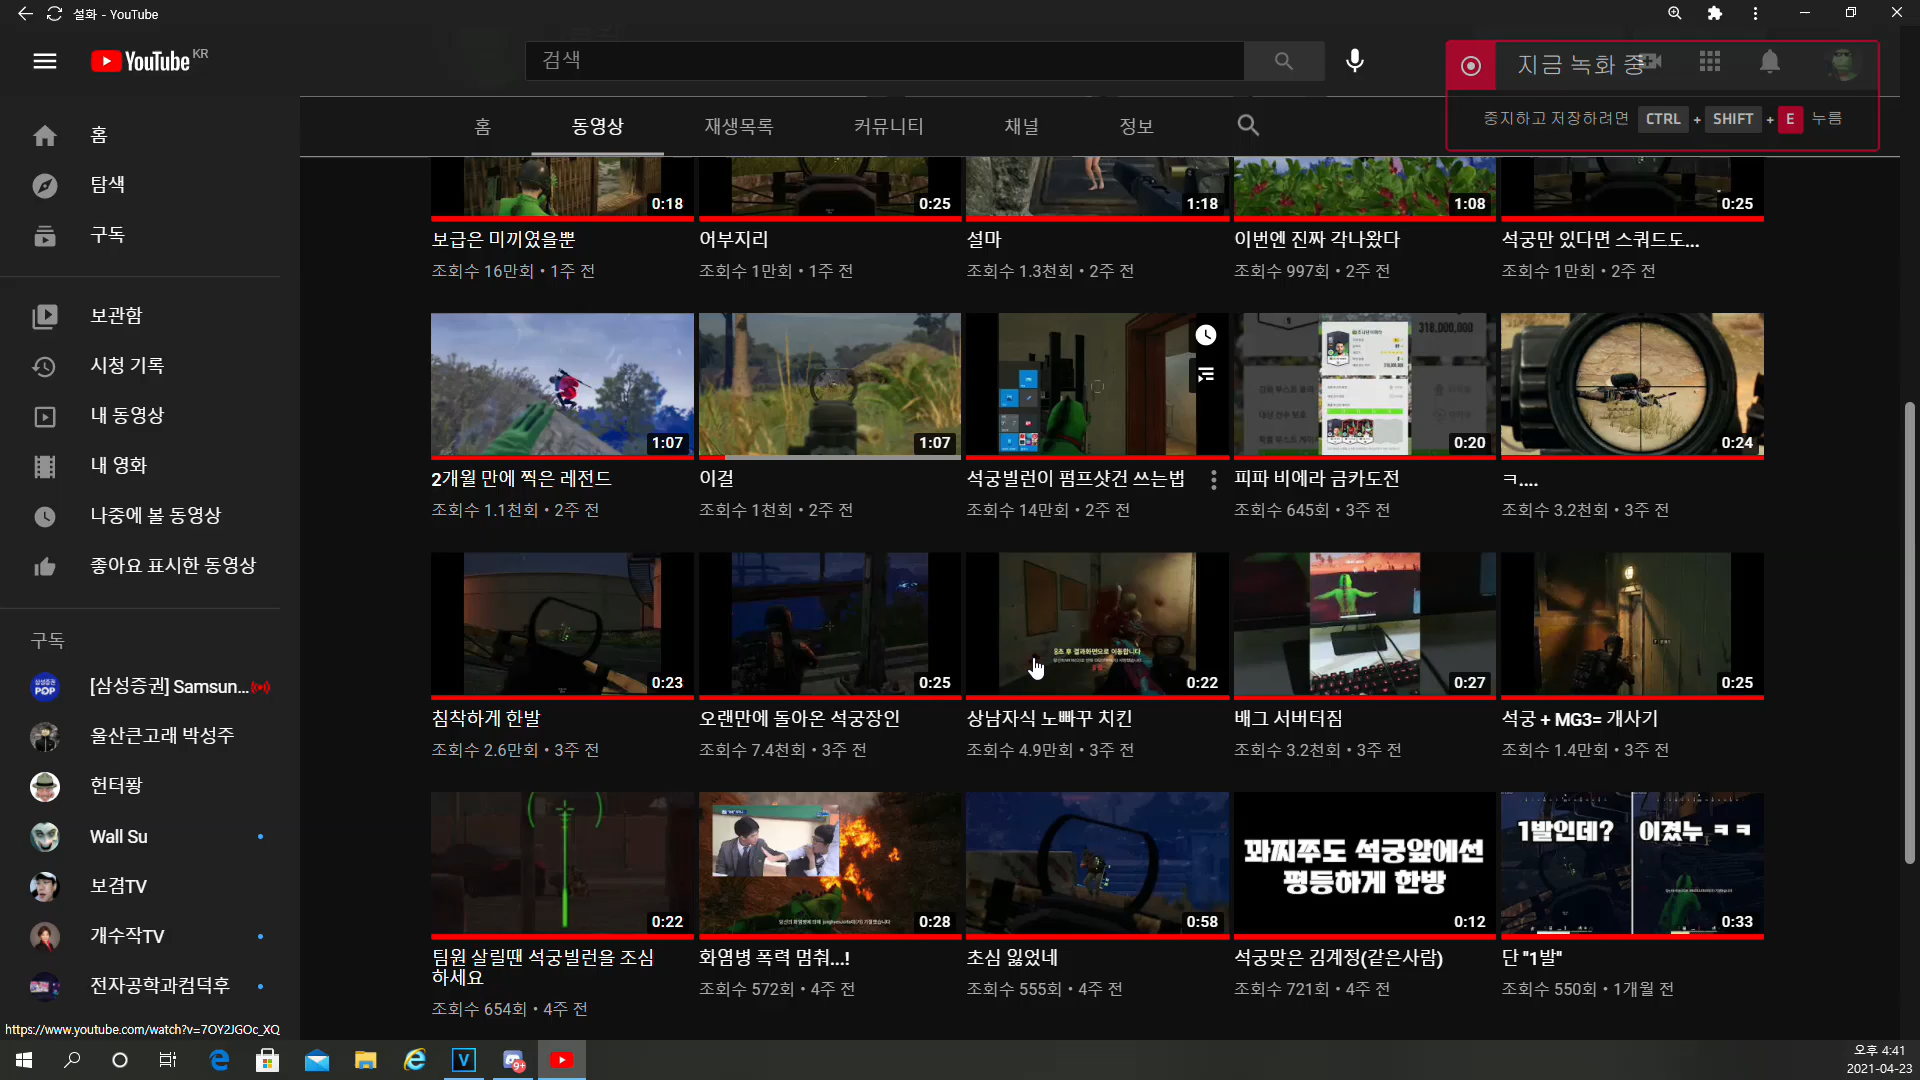 설화 - YouTube
YouTube KR
검색
지금 녹화 중
중지하고 저장하려면 CTRL + SHIFT + E 누름
홈 동영상 재생목록 커뮤니티 채널 정보
홈
탐색
구독
보관함
시청 기록
내 동영상
내 영화
나중에 볼 동영상
좋아요 표시한 동영상
구독
[삼성증권] Samsun...
울산큰고래 박성주
헌터퐝
Wall Su
보겸TV
개수작TV
전자공학과컴덕후
0:18
보급은 미끼였을뿐
조회수 16만회 • 1주 전
0:25
어부지리
조회수 1만회 • 1주 전
1:18
설마
조회수 1.3천회 • 2주 전
1:08
이번엔 진짜 각나왔다
조회수 997회 • 2주 전
0:25
석궁만 있다면 스쿼드도...
조회수 1만회 • 2주 전
1:07
2개월 만에 찍은 레전드
조회수 1.1천회 • 2주 전
1:07
이걸
조회수 1천회 • 2주 전
석궁빌런이 펌프샷건 쓰는법
조회수 14만회 • 2주 전
318,000,000
0:20
피파 비에라 금카도전
조회수 645회 • 3주 전
0:24
ㅋ....
조회수 3.2천회 • 3주 전
0:23
침착하게 한발
조회수 2.6만회 • 3주 전
0:25
오랜만에 돌아온 석궁장인
조회수 7.4천회 • 3주 전
8초 후 결과화면으로 이동합니다
0:22
상남자식 노빠꾸 치킨
조회수 4.9만회 • 3주 전
0:27
배그 서버터짐
조회수 3.2천회 • 3주 전
0:25
석궁 + MG3= 개사기
조회수 1.4만회 • 3주 전
0:22
팀원 살릴땐 석궁빌런을 조심
하세요
조회수 654회 • 4주 전
0:28
화염병 폭력 멈춰...!
조회수 572회 • 4주 전
0:58
초심 잃었네
조회수 555회 • 4주 전
꽈찌쭈도 석궁앞에선
평등하게 한방
0:12
석궁맞은 김계정(같은사람)
조회수 721회 • 4주 전
1발인데? 이겼누 ㅋㅋ
0:33
단 "1발"
조회수 550회 • 1개월 전
https://www.youtube.com/watch?v=7OY2JGOc_XQ
오후 4:41
2021-04-23